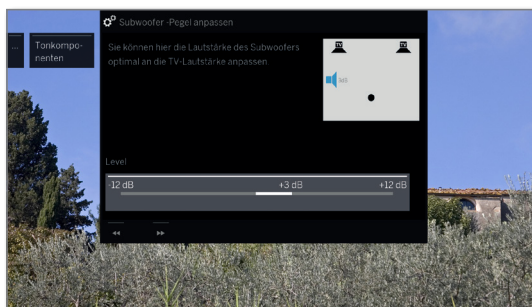 Subwoofer -Pegel anpassen
...
Tonkompo-
nenten
Sie können hier die Lautstärke des Subwoofers
optimal an die TV-Lautstärke anpassen.
TV
TV
Level
-12 dB
+3 dB
+12 dB